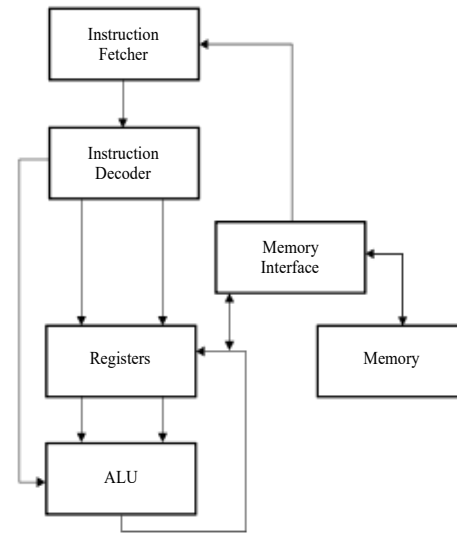 Instruction
Fetcher
Instruction
Decoder
Memory
Interface
Registers
Memory
ALU